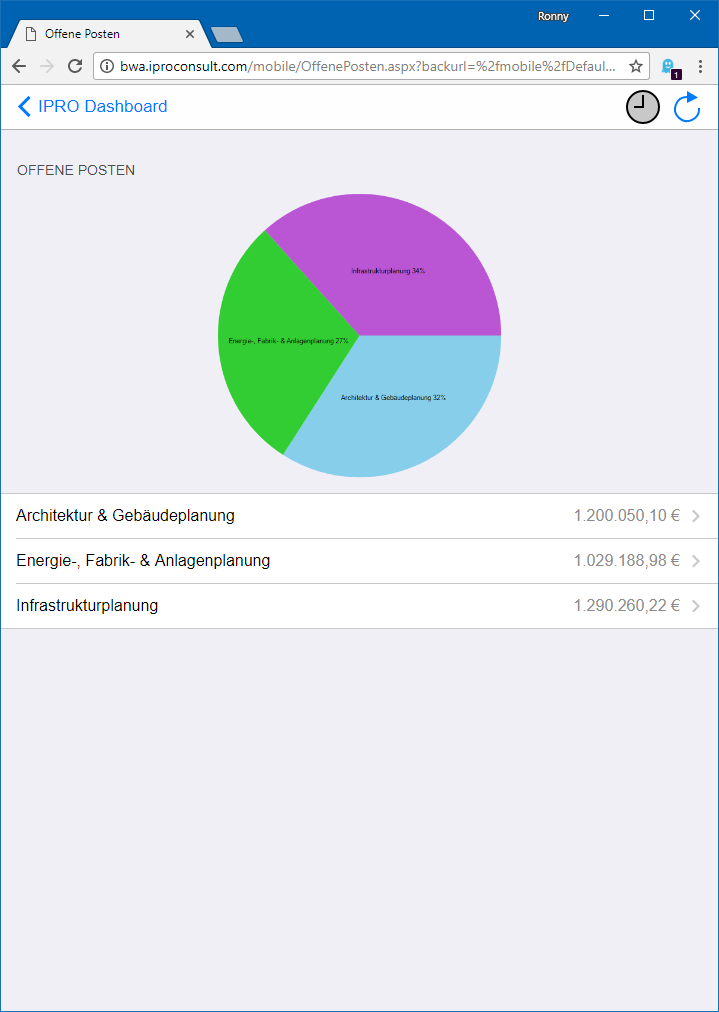 Ronny
Offene Posten
bwa.iproconsult.com/mobile/OffenePosten.aspx?backurl=%2fmobile%2fDefaul...
1
IPRO Dashboard
OFFENE POSTEN
Infrastrukturplanung 34%
Energie-, Fabrik- & Anlagenplanung 27%
Architektur & Gebäudeplanung 32%
Architektur & Gebäudeplanung 1.200.050,10 €
Energie-, Fabrik- & Anlagenplanung 1.029.188,98 €
Infrastrukturplanung 1.290.260,22 €